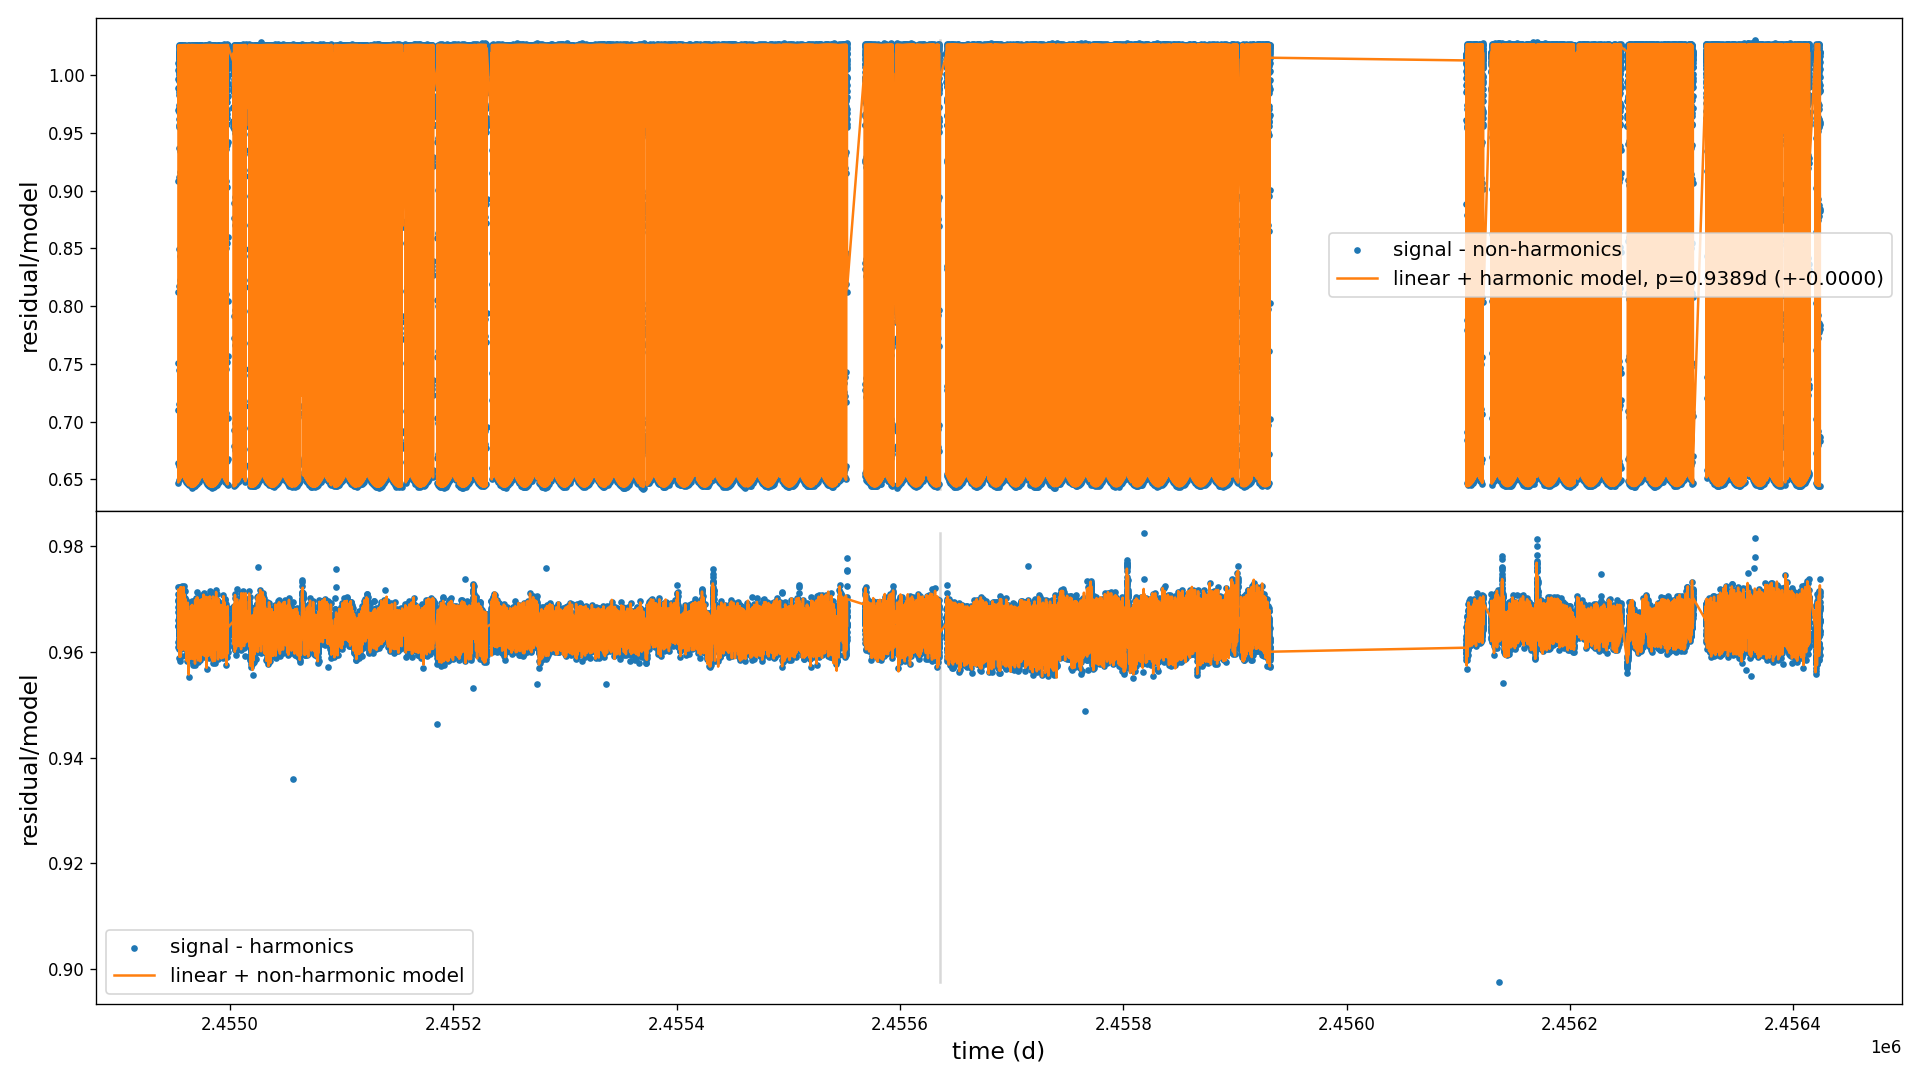 1.00
0.95
0.90
0.85
0.80
0.75
0.70
0.65
residual/model
signal - non-harmonics
linear + harmonic model, p=0.9389d (+-0.0000)
0.98
0.96
0.94
0.92
0.90
residual/model
signal - harmonics
linear + non-harmonic model
2.4550 2.4552 2.4554 2.4556 2.4558 2.4560 2.4562 2.4564
1e6
time (d)